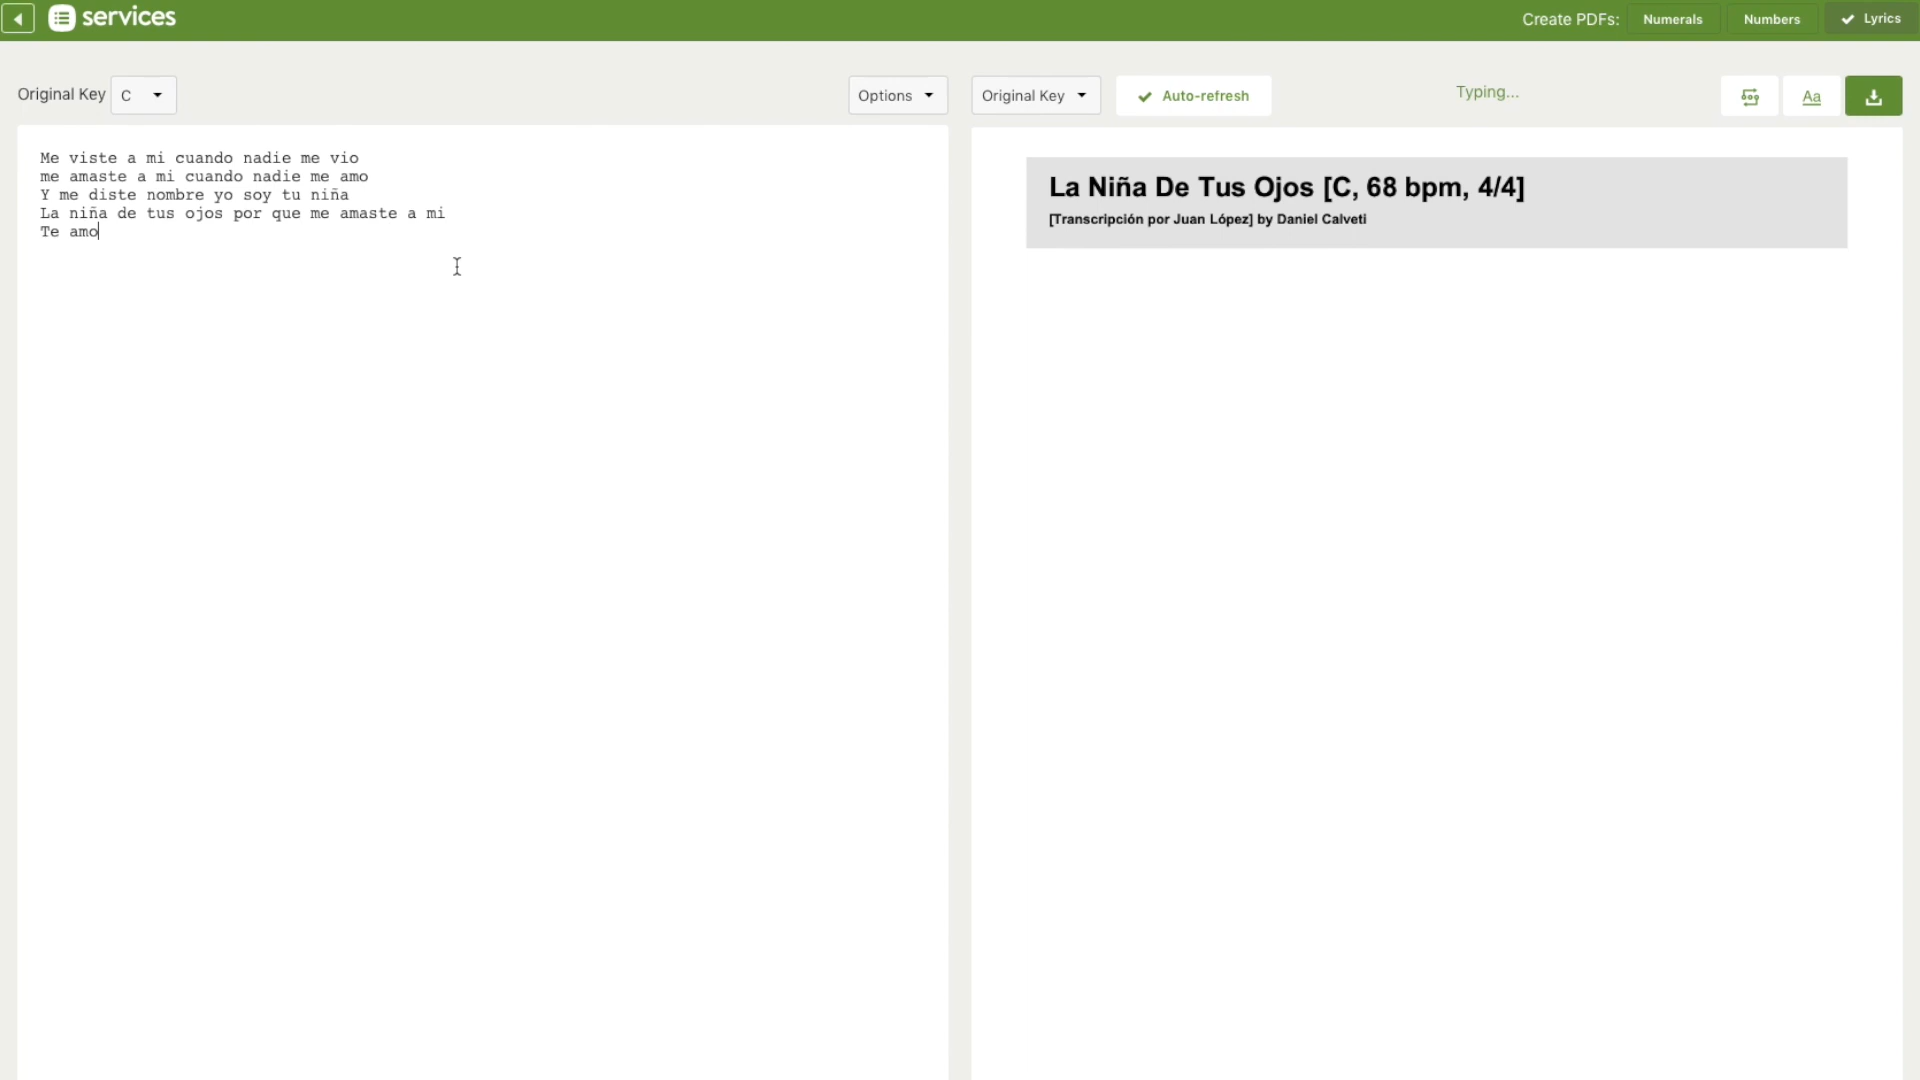 services
Create PDFs: Numerals Numbers Lyrics
Original Key C Options
Original Key Auto-refresh Typing... Aa
Me viste a mi cuando nadie me vio
me amaste a mi cuando nadie me amo
Y me diste nombre yo soy tu niña
La niña de tus ojos por que me amaste a mi
Te amo
La Niña De Tus Ojos [C, 68 bpm, 4/4]
[Transcripción por Juan López] by Daniel Calveti